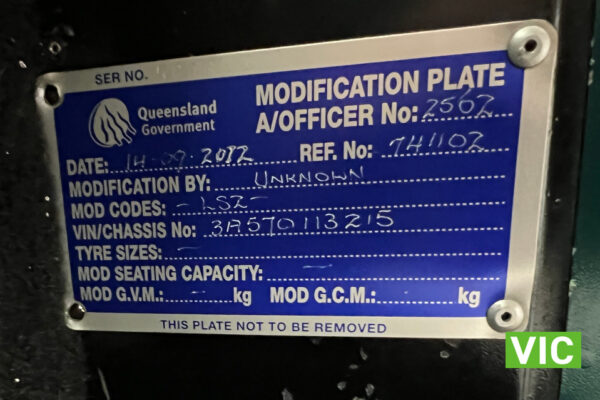 SER NO.
Queensland Government
MODIFICATION PLATE
A/OFFICER No: 2562
DATE: 14-09-2012 REF. No: 741102
MODIFICATION BY: UNKNOWN
MOD CODES: -LSZ-
VIN/CHASSIS No: 3A570113215
TYRE SIZES: -
MOD SEATING CAPACITY: -
MOD G.V.M.: - kg MOD G.C.M.: kg
THIS PLATE NOT TO BE REMOVED
VIC